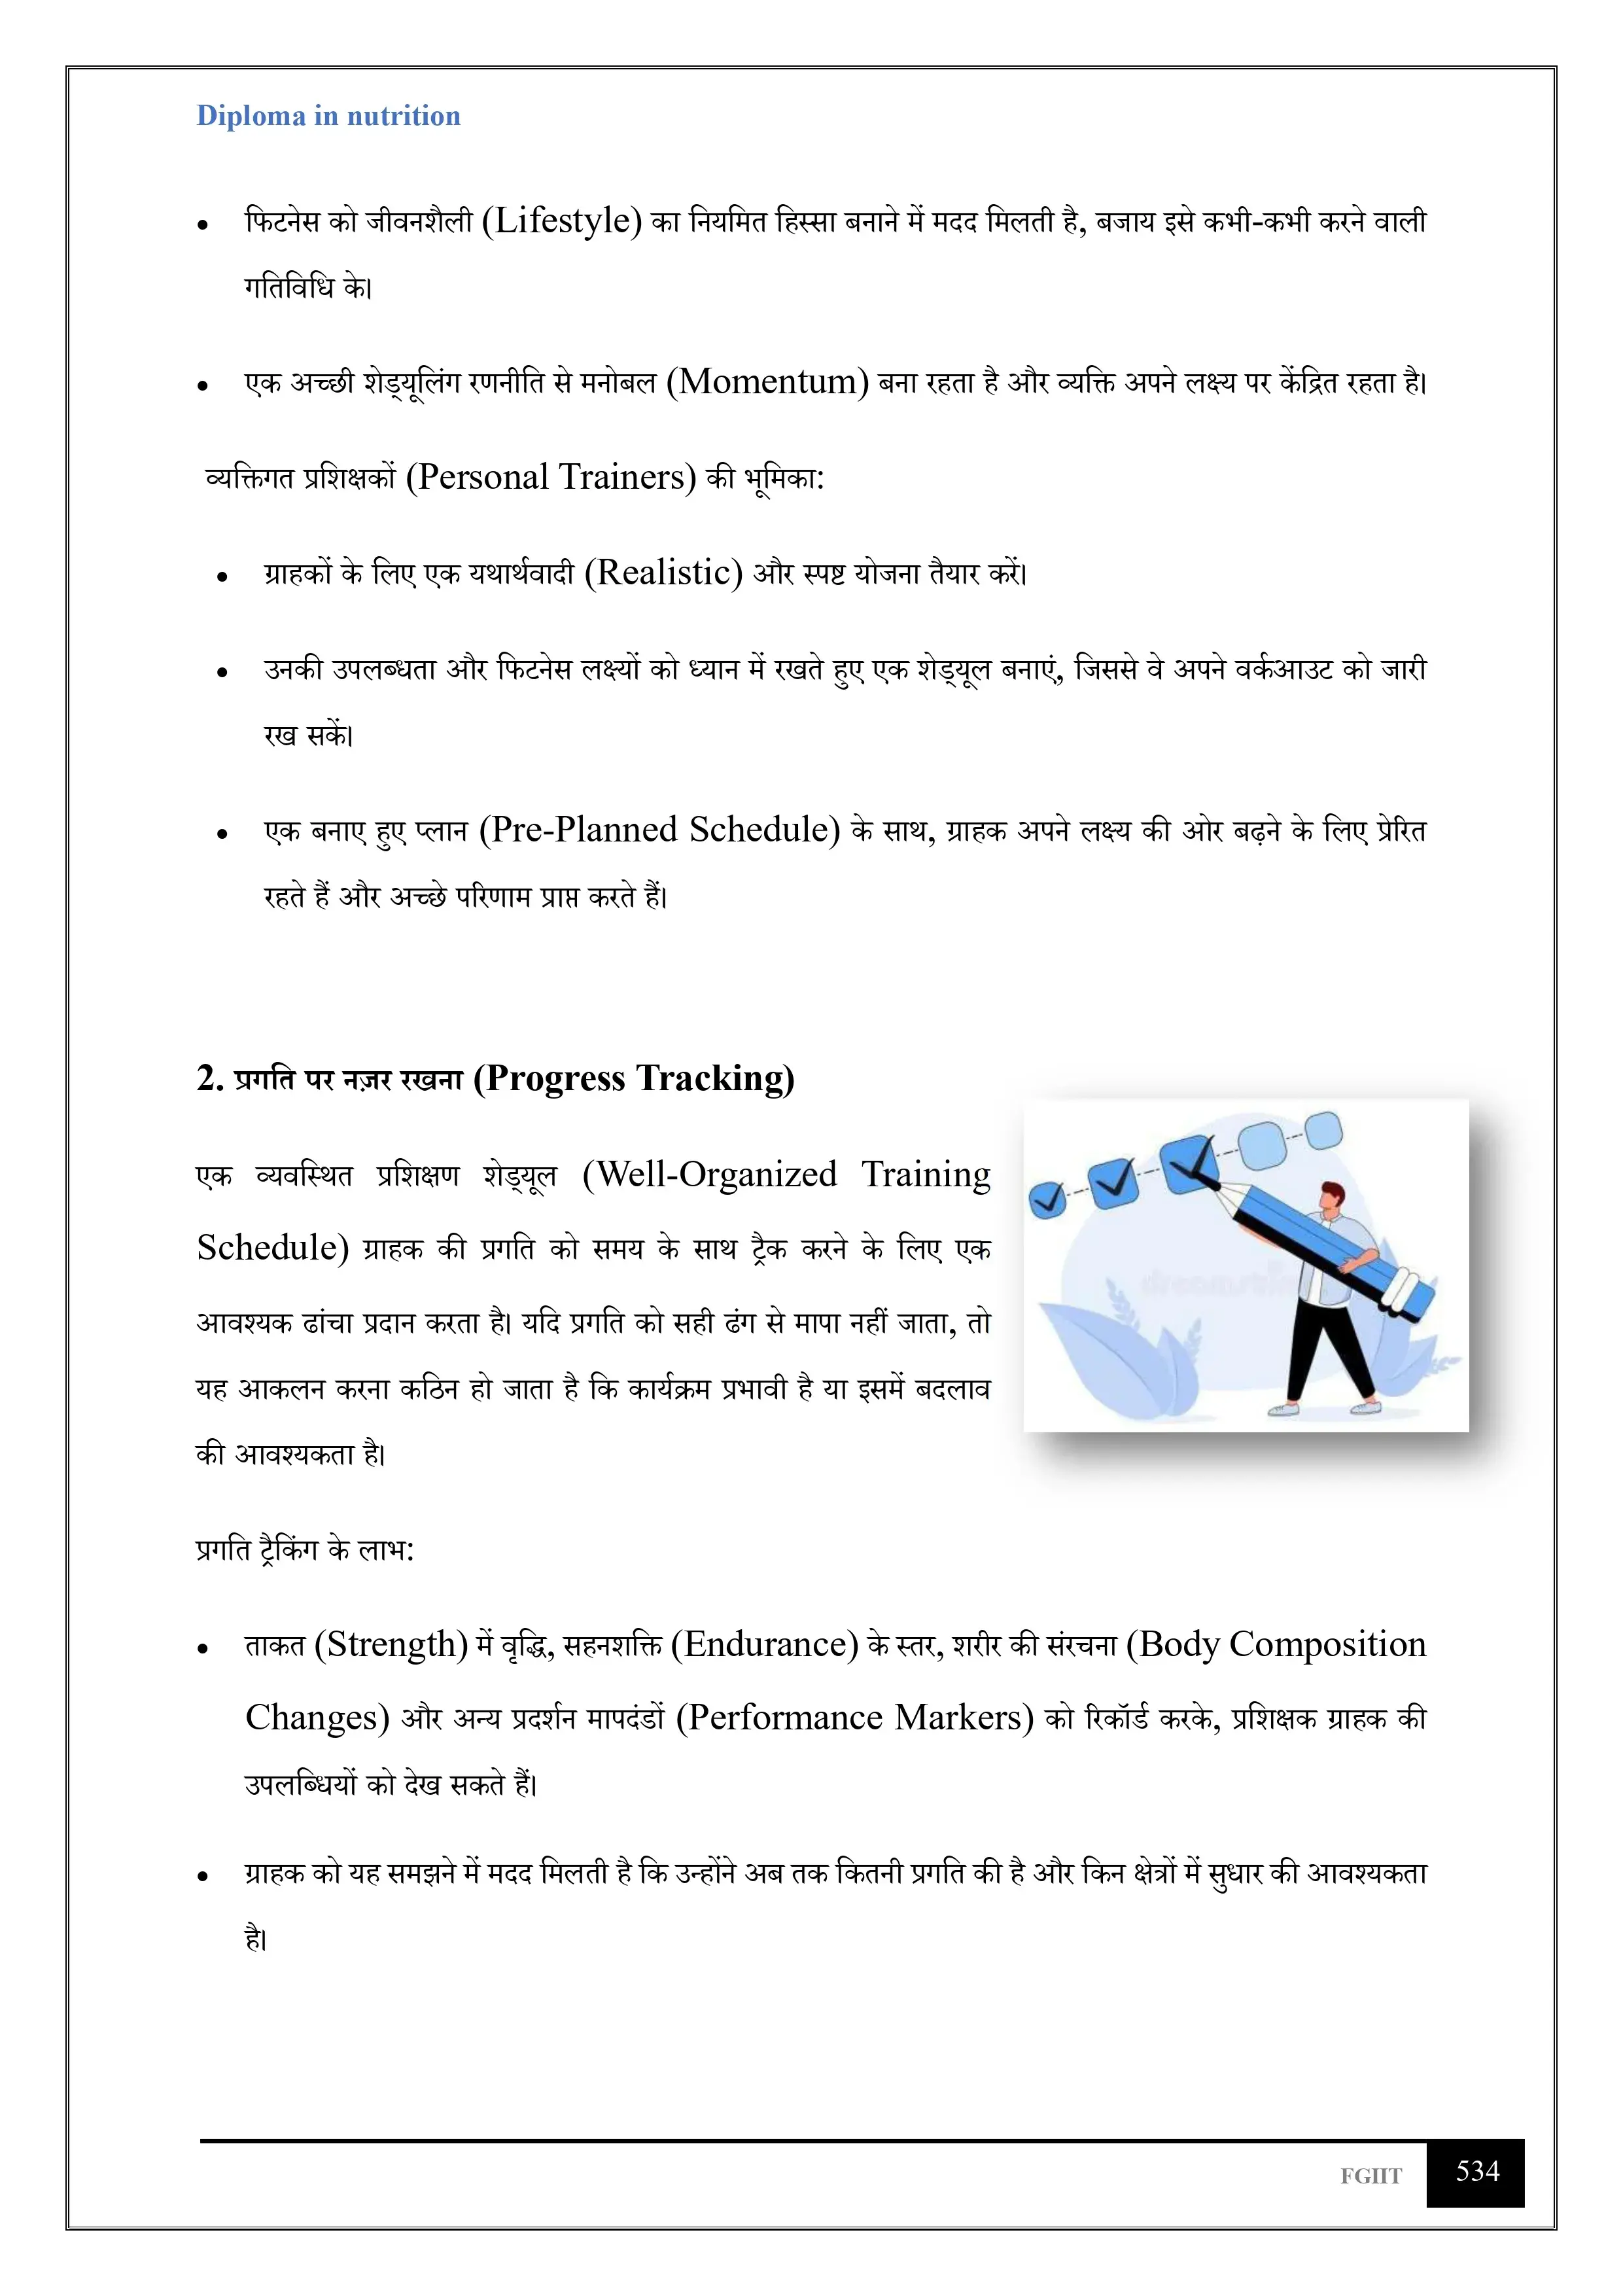 Diploma in nutrition
• फिटनेस को जीवनशैली (Lifestyle) का नियमित हिस्सा बनाने में मदद मिलती है, बजाय इसे कभी-कभी करने वाली
गतिविधि के।
• एक अच्छी शेड्यूलिंग रणनीति से मनोबल (Momentum) बना रहता है और व्यक्ति अपने लक्ष्य पर केंद्रित रहता है।
व्यक्तिगत प्रशिक्षकों (Personal Trainers) की भूमिका:
• ग्राहकों के लिए एक यथार्थवादी (Realistic) और स्पष्ट योजना तैयार करें।
• उनकी उपलब्धता और फिटनेस लक्ष्यों को ध्यान में रखते हुए एक शेड्यूल बनाएं, जिससे वे अपने वर्कआउट को जारी
रख सकें।
• एक बनाए हुए प्लान (Pre-Planned Schedule) के साथ, ग्राहक अपने लक्ष्य की ओर बढ़ने के लिए प्रेरित
रहते हैं और अच्छे परिणाम प्राप्त करते हैं।
2. प्रगति पर नज़र रखना (Progress Tracking)
एक व्यवस्थित प्रशिक्षण शेड्यूल (Well-Organized Training
Schedule) ग्राहक की प्रगति को समय के साथ ट्रैक करने के लिए एक
आवश्यक ढांचा प्रदान करता है। यदि प्रगति को सही ढंग से मापा नहीं जाता, तो
यह आकलन करना कठिन हो जाता है कि कार्यक्रम प्रभावी है या इसमें बदलाव
की आवश्यकता है।
प्रगति ट्रैकिंग के लाभ:
• ताकत (Strength) में वृद्धि, सहनशक्ति (Endurance) के स्तर, शरीर की संरचना (Body Composition
Changes) और अन्य प्रदर्शन मापदंडों (Performance Markers) को रिकॉर्ड करके, प्रशिक्षक ग्राहक की
उपलब्धियों को देख सकते हैं।
• ग्राहक को यह समझने में मदद मिलती है कि उन्होंने अब तक कितनी प्रगति की है और किन क्षेत्रों में सुधार की आवश्यकता
है।
FGIIT 534